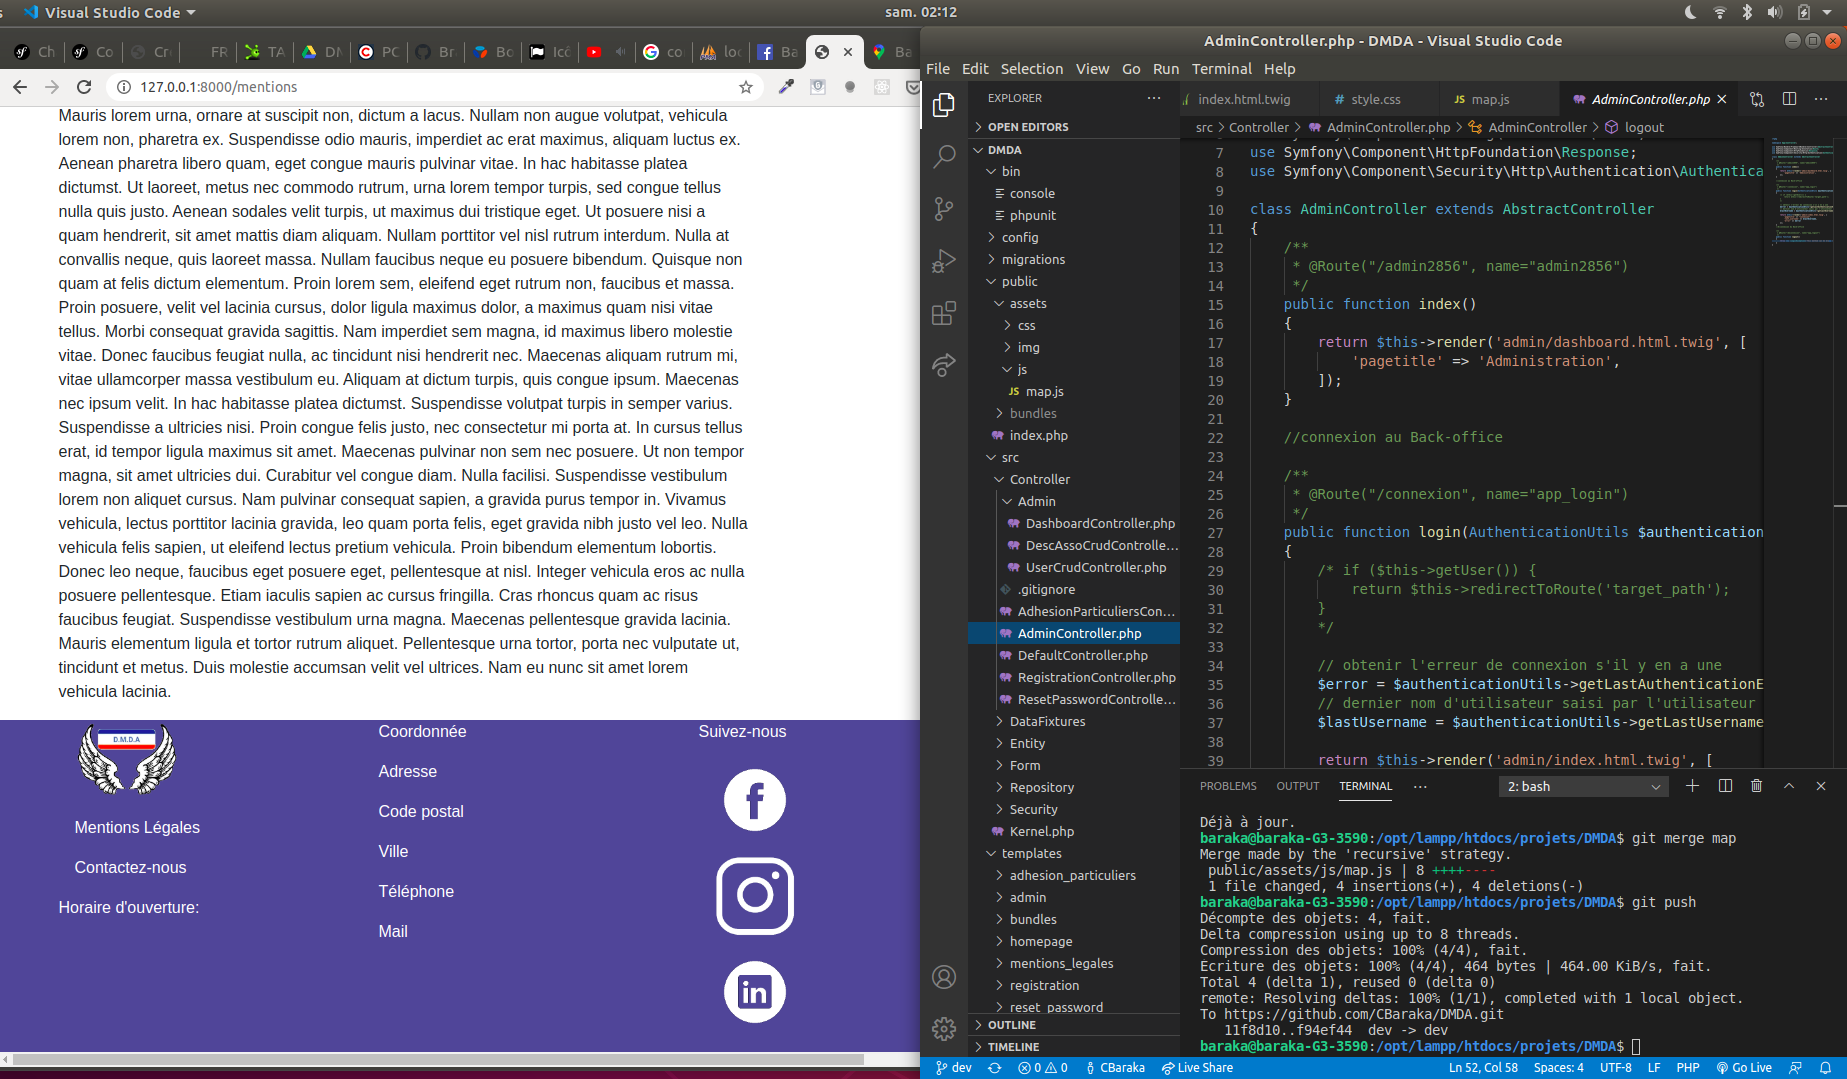 Visual Studio Code
sam. 02:12
Ch
Co
Cr
FR
TA
DM
PC
Br
Bo
Icô
co
loc
Ba
Ba
127.0.0.1:8000/mentions
Mauris lorem urna, ornare at suscipit non, dictum a lacus. Nullam non augue volutpat, vehicula
lorem non, pharetra ex. Suspendisse odio mauris, imperdiet ac erat maximus, aliquam luctus ex.
Aenean pharetra libero quam, eget congue mauris pulvinar vitae. In hac habitasse platea
dictumst. Ut laoreet, metus nec commodo rutrum, urna lorem tempor turpis, sed congue tellus
nulla quis justo. Aenean sodales velit turpis, ut maximus dui tristique eget. Ut posuere nisi a
quam hendrerit, sit amet mattis diam aliquam. Nullam porttitor vel nisl rutrum interdum. Nulla at
convallis neque, quis laoreet massa. Nullam faucibus neque eu posuere bibendum. Quisque non
quam at felis dictum elementum. Proin lorem sem, eleifend eget rutrum non, faucibus et massa.
Proin posuere, velit vel lacinia cursus, dolor ligula maximus dolor, a maximus quam nisi vitae
tellus. Morbi consequat gravida sagittis. Nam imperdiet sem magna, id maximus libero molestie
vitae. Donec faucibus feugiat nulla, ac tincidunt nisi hendrerit nec. Maecenas aliquam rutrum mi,
vitae ullamcorper massa vestibulum eu. Aliquam at dictum turpis, quis congue ipsum. Maecenas
nec ipsum velit. In hac habitasse platea dictumst. Suspendisse volutpat turpis in semper varius.
Suspendisse a ultricies nisi. Proin congue felis justo, nec consectetur mi porta at. In cursus tellus
erat, id tempor ligula maximus sit amet. Maecenas pulvinar non sem nec posuere. Ut non tempor
magna, sit amet ultricies dui. Curabitur vel congue diam. Nulla facilisi. Suspendisse vestibulum
lorem non aliquet cursus. Nam pulvinar consequat sapien, a gravida purus tempor in. Vivamus
vehicula, lectus porttitor lacinia gravida, leo quam porta felis, eget gravida nibh justo vel leo. Nulla
vehicula felis sapien, ut eleifend lectus pretium vehicula. Proin bibendum elementum lobortis.
Donec leo neque, faucibus eget posuere eget, pellentesque at nisl. Integer vehicula eros ac nulla
posuere pellentesque. Etiam iaculis sapien ac cursus fringilla. Cras rhoncus quam ac risus
faucibus feugiat. Suspendisse vestibulum urna magna. Maecenas pellentesque gravida lacinia.
Mauris elementum ligula et tortor rutrum aliquet. Pellentesque urna tortor, porta nec vulputate ut,
tincidunt et metus. Duis molestie accumsan velit vel ultrices. Nam eu nunc sit amet lorem
vehicula lacinia.
D.M.D.A
Mentions Légales
Contactez-nous
Horaire d'ouverture:
Coordonnée
Adresse
Code postal
Ville
Téléphone
Mail
Suivez-nous
AdminController.php - DMDA - Visual Studio Code
File Edit Selection View Go Run Terminal Help
EXPLORER
OPEN EDITORS
DMDA
bin
console
phpunit
config
migrations
public
assets
css
img
js
JS map.js
bundles
index.php
src
Controller
Admin
DashboardController.php
DescAssoCrudControlle...
UserCrudController.php
.gitignore
AdhesionParticuliersCon...
AdminController.php
DefaultController.php
RegistrationController.php
ResetPasswordControlle...
DataFixtures
Entity
Form
Repository
Security
Kernel.php
templates
adhesion_particuliers
admin
bundles
homepage
mentions_legales
registration
reset_password
OUTLINE
TIMELINE
index.html.twig
# style.css
JS map.js
AdminController.php
src > Controller > AdminController.php > AdminController > logout
7 use Symfony\Component\HttpFoundation\Response;
8 use Symfony\Component\Security\Http\Authentication\Authentica
9
10 class AdminController extends AbstractController
11 {
12 /**
13 * @Route("/admin2856", name="admin2856")
14 */
15 public function index()
16 {
17 return $this->render('admin/dashboard.html.twig', [
18 'pagetitle' => 'Administration',
19 ]);
20 }
21
22 //connexion au Back-office
23
24 /**
25 * @Route("/connexion", name="app_login")
26 */
27 public function login(AuthenticationUtils $authentication
28 {
29 /* if ($this->getUser()) {
30 return $this->redirectToRoute('target_path');
31 }
32 */
33
34 // obtenir l'erreur de connexion s'il y en a une
35 $error = $authenticationUtils->getLastAuthenticationE
36 // dernier nom d'utilisateur saisi par l'utilisateur
37 $lastUsername = $authenticationUtils->getLastUsername
38
39 return $this->render('admin/index.html.twig', [
PROBLEMS OUTPUT TERMINAL
2: bash
Déjà à jour.
baraka@baraka-G3-3590:/opt/lampp/htdocs/projets/DMDA$ git merge map
Merge made by the 'recursive' strategy.
public/assets/js/map.js | 8 ++++----
1 file changed, 4 insertions(+), 4 deletions(-)
baraka@baraka-G3-3590:/opt/lampp/htdocs/projets/DMDA$ git push
Décompte des objets: 4, fait.
Delta compression using up to 8 threads.
Compression des objets: 100% (4/4), fait.
Écriture des objets: 100% (4/4), 464 bytes | 464.00 KiB/s, fait.
Total 4 (delta 1), reused 0 (delta 0)
remote: Resolving deltas: 100% (1/1), completed with 1 local object.
To https://github.com/CBaraka/DMDA.git
11f8d10..f94ef44 dev -> dev
baraka@baraka-G3-3590:/opt/lampp/htdocs/projets/DMDA$
dev 0 0 CBaraka Live Share Ln 52, Col 58 Spaces: 4 UTF-8 LF PHP Go Live